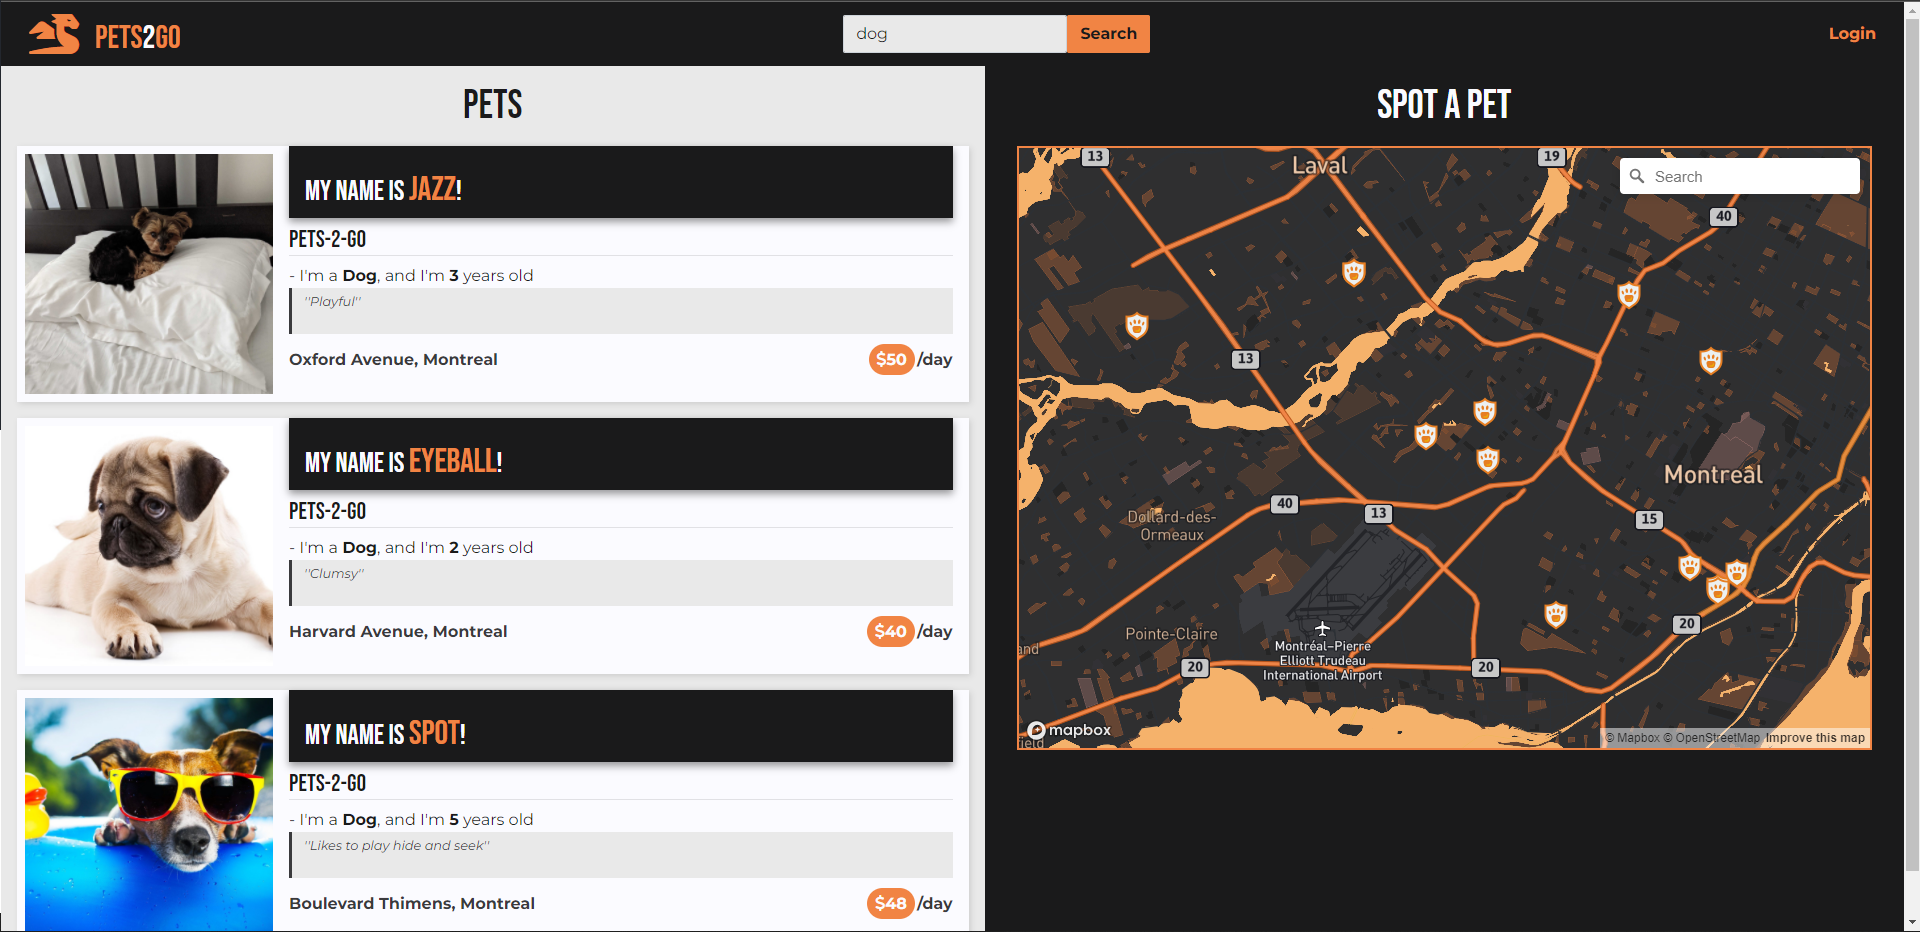 PETS2GO
dog
Search
Login
PETS
MY NAME IS JAZZ!
PETS-2-GO
- I'm a Dog, and I'm 3 years old
"Playful"
Oxford Avenue, Montreal
$50 /day
MY NAME IS EYEBALL!
PETS-2-GO
- I'm a Dog, and I'm 2 years old
"Clumsy"
Harvard Avenue, Montreal
$40 /day
MY NAME IS SPOT!
PETS-2-GO
- I'm a Dog, and I'm 5 years old
"Likes to play hide and seek"
Boulevard Thimens, Montreal
$48 /day
SPOT A PET
13
Laval
19
Search
40
13
Montreal
40
13
15
Dollard-des-
Ormeaux
20
Pointe-Claire
and
Montréal–Pierre
Elliott Trudeau
International Airport
20
20
mapbox
field
© Mapbox © OpenStreetMap Improve this map